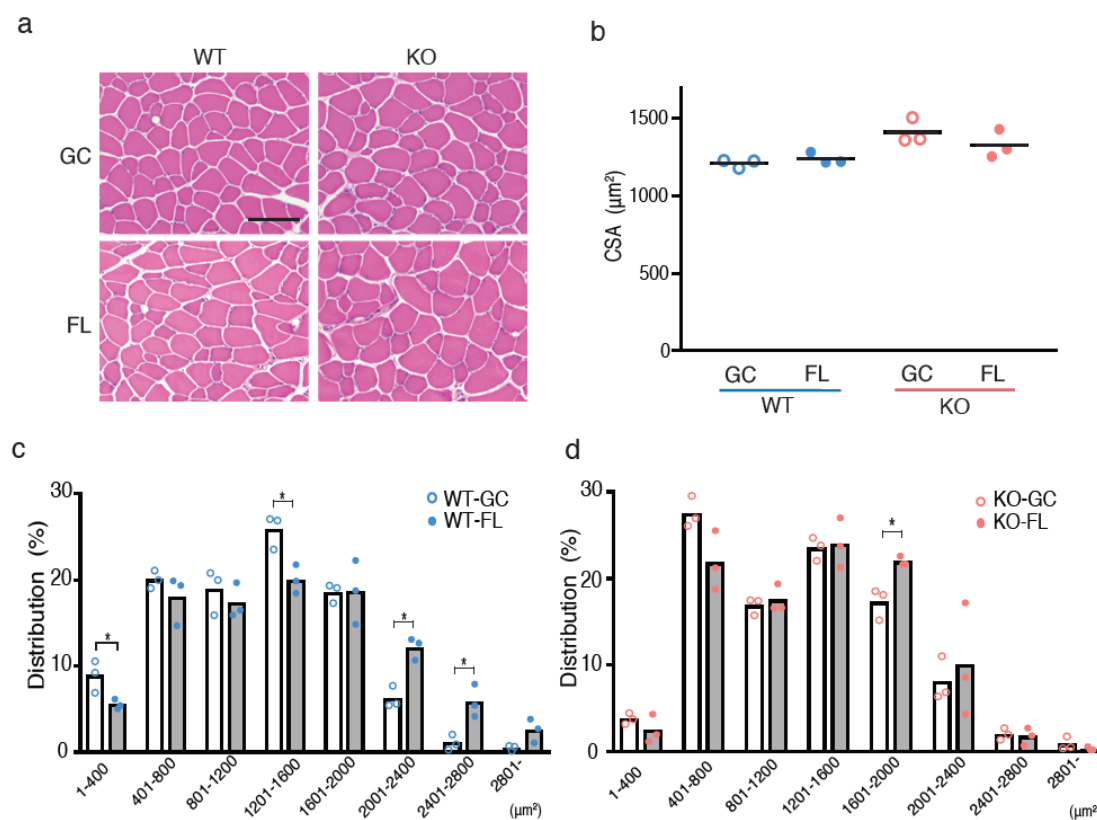 a
WT
KO
GC
FL
b
CSA (µm²)
1500
1000
500
0
GC
FL
GC
FL
WT
KO
c
Distribution (%)
30
20
10
0
WT-GC
WT-FL
*
*
*
*
1-400
401-800
801-1200
1201-1600
1601-2000
2001-2400
2401-2800
2801-
(µm²)
d
Distribution (%)
30
20
10
0
KO-GC
KO-FL
*
1-400
401-800
801-1200
1201-1600
1601-2000
2001-2400
2401-2800
2801-
(µm²